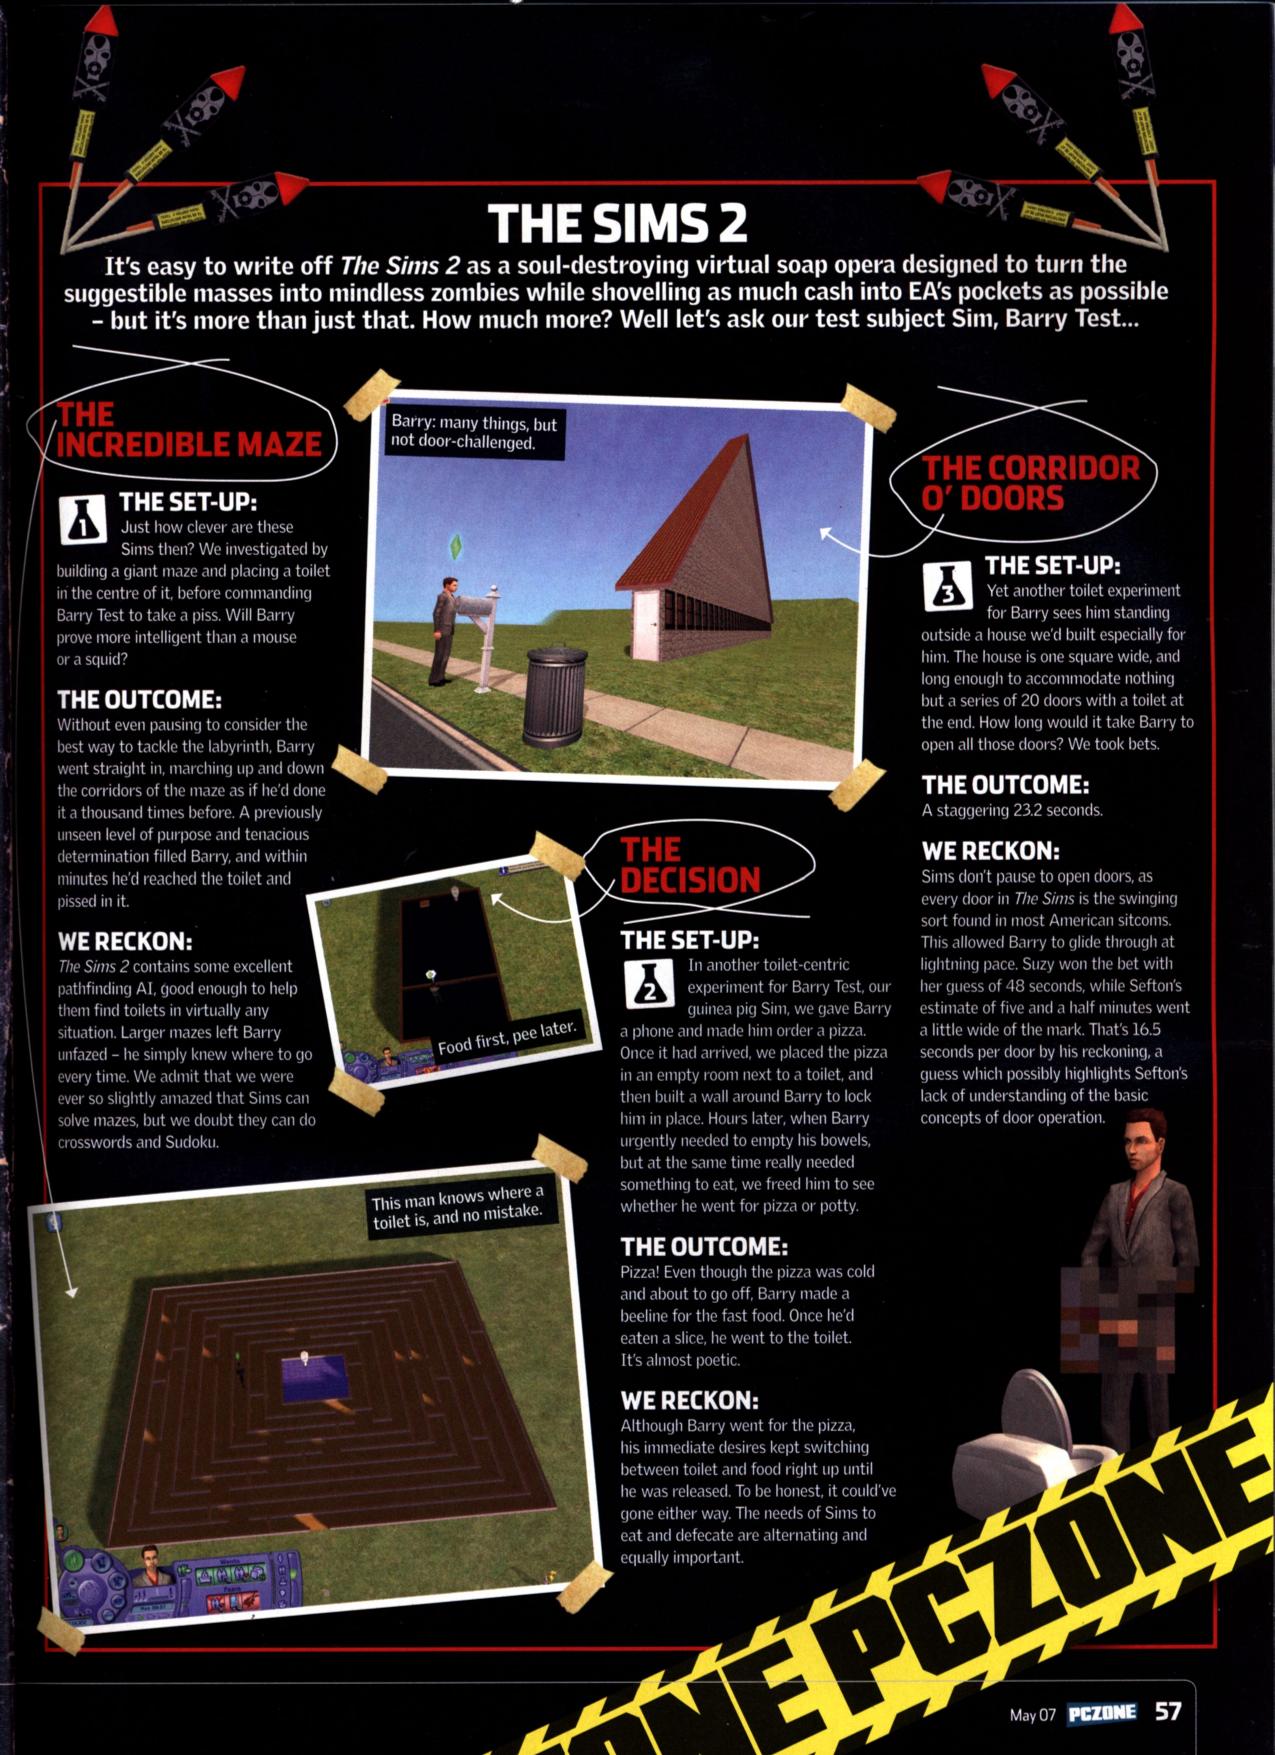 THE SIMS 2
It's easy to write off The Sims 2 as a soul-destroying virtual soap opera designed to turn the
suggestible masses into mindless zombies while shovelling as much cash into EA's pockets as possible
– but it's more than just that. How much more? Well let's ask our test subject Sim, Barry Test...
THE
INCREDIBLE MAZE
1
THE SET-UP:
Just how clever are these
Sims then? We investigated by
building a giant maze and placing a toilet
in the centre of it, before commanding
Barry Test to take a piss. Will Barry
prove more intelligent than a mouse
or a squid?
THE OUTCOME:
Without even pausing to consider the
best way to tackle the labyrinth, Barry
went straight in, marching up and down
the corridors of the maze as if he'd done
it a thousand times before. A previously
unseen level of purpose and tenacious
determination filled Barry, and within
minutes he'd reached the toilet and
pissed in it.
WE RECKON:
The Sims 2 contains some excellent
pathfinding AI, good enough to help
them find toilets in virtually any
situation. Larger mazes left Barry
unfazed – he simply knew where to go
every time. We admit that we were
ever so slightly amazed that Sims can
solve mazes, but we doubt they can do
crosswords and Sudoku.
This man knows where a
toilet is, and no mistake.
Wants
Fears
Barry: many things, but
not door-challenged.
Food first, pee later.
THE
DECISION
THE SET-UP:
2
In another toilet-centric
experiment for Barry Test, our
guinea pig Sim, we gave Barry
a phone and made him order a pizza.
Once it had arrived, we placed the pizza
in an empty room next to a toilet, and
then built a wall around Barry to lock
him in place. Hours later, when Barry
urgently needed to empty his bowels,
but at the same time really needed
something to eat, we freed him to see
whether he went for pizza or potty.
THE OUTCOME:
Pizza! Even though the pizza was cold
and about to go off, Barry made a
beeline for the fast food. Once he'd
eaten a slice, he went to the toilet.
It's almost poetic.
WE RECKON:
Although Barry went for the pizza,
his immediate desires kept switching
between toilet and food right up until
he was released. To be honest, it could've
gone either way. The needs of Sims to
eat and defecate are alternating and
equally important.
THE CORRIDOR
O' DOORS
3
THE SET-UP:
Yet another toilet experiment
for Barry sees him standing
outside a house we'd built especially for
him. The house is one square wide, and
long enough to accommodate nothing
but a series of 20 doors with a toilet at
the end. How long would it take Barry to
open all those doors? We took bets.
THE OUTCOME:
A staggering 23.2 seconds.
WE RECKON:
Sims don't pause to open doors, as
every door in The Sims is the swinging
sort found in most American sitcoms.
This allowed Barry to glide through at
lightning pace. Suzy won the bet with
her guess of 48 seconds, while Sefton's
estimate of five and a half minutes went
a little wide of the mark. That's 16.5
seconds per door by his reckoning, a
guess which possibly highlights Sefton's
lack of understanding of the basic
concepts of door operation.
ONE PCZONE
May 07 PCZONE 57